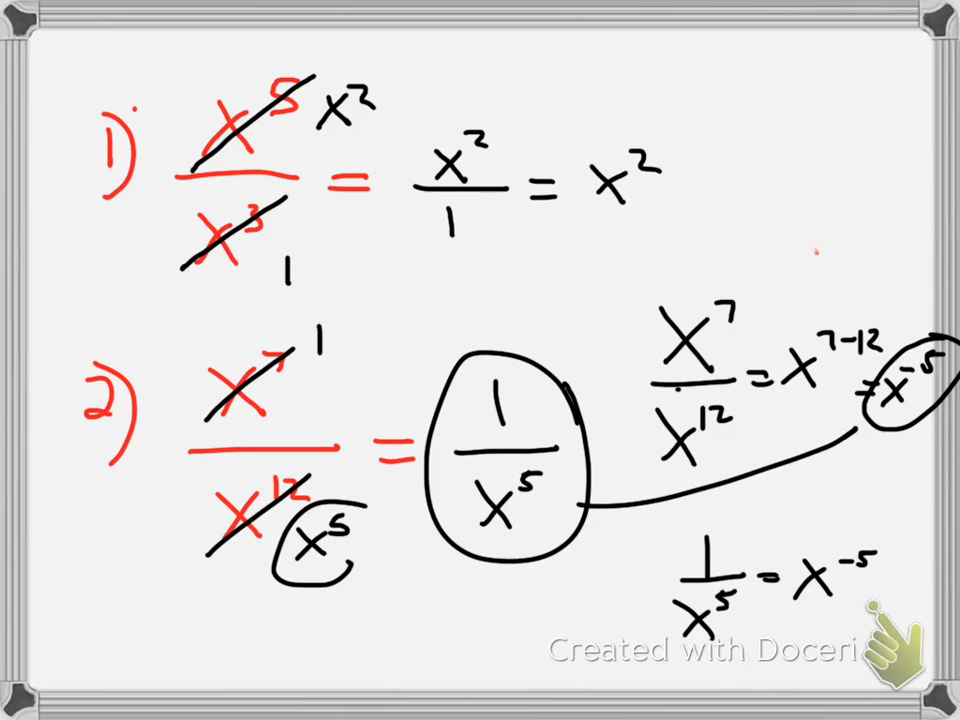 1) x^5/x^3 x^2 1 = x^2/1 = x^2
2) x^7/x^12 1 x^5 = 1/x^5
x^7/x^12 = x^(7-12) = x^-5
1/x^5 = x^-5
Created with Doceri